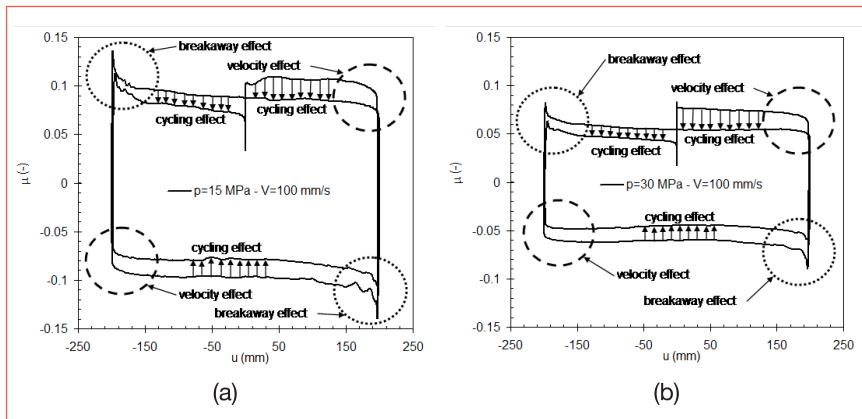 breakaway effect
velocity effect
cycling effect
cycling effect
p=15 MPa - V=100 mm/s
cycling effect
velocity effect
breakaway effect
0.15
0.1
0.05
0
-0.05
-0.1
-0.15
μ (-)
-250 -150 -50 50 150 250
u (mm)
(a)
breakaway effect
velocity effect
cycling effect
cycling effect
p=30 MPa - V=100 mm/s
cycling effect
velocity effect
breakaway effect
0.15
0.1
0.05
0
-0.05
-0.1
-0.15
μ (-)
-250 -150 -50 50 150 250
u (mm)
(b)